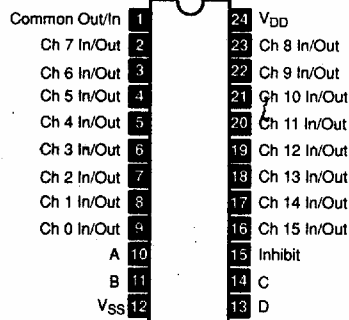 Common Out/In 1 24 VDD
Ch 7 In/Out 2 23 Ch 8 In/Out
Ch 6 In/Out 3 22 Ch 9 In/Out
Ch 5 In/Out 4 21 Ch 10 In/Out
Ch 4 In/Out 5 20 Ch 11 In/Out
Ch 3 In/Out 6 19 Ch 12 In/Out
Ch 2 In/Out 7 18 Ch 13 In/Out
Ch 1 In/Out 8 17 Ch 14 In/Out
Ch 0 In/Out 9 16 Ch 15 In/Out
A 10 15 Inhibit
B 11 14 C
VSS 12 13 D